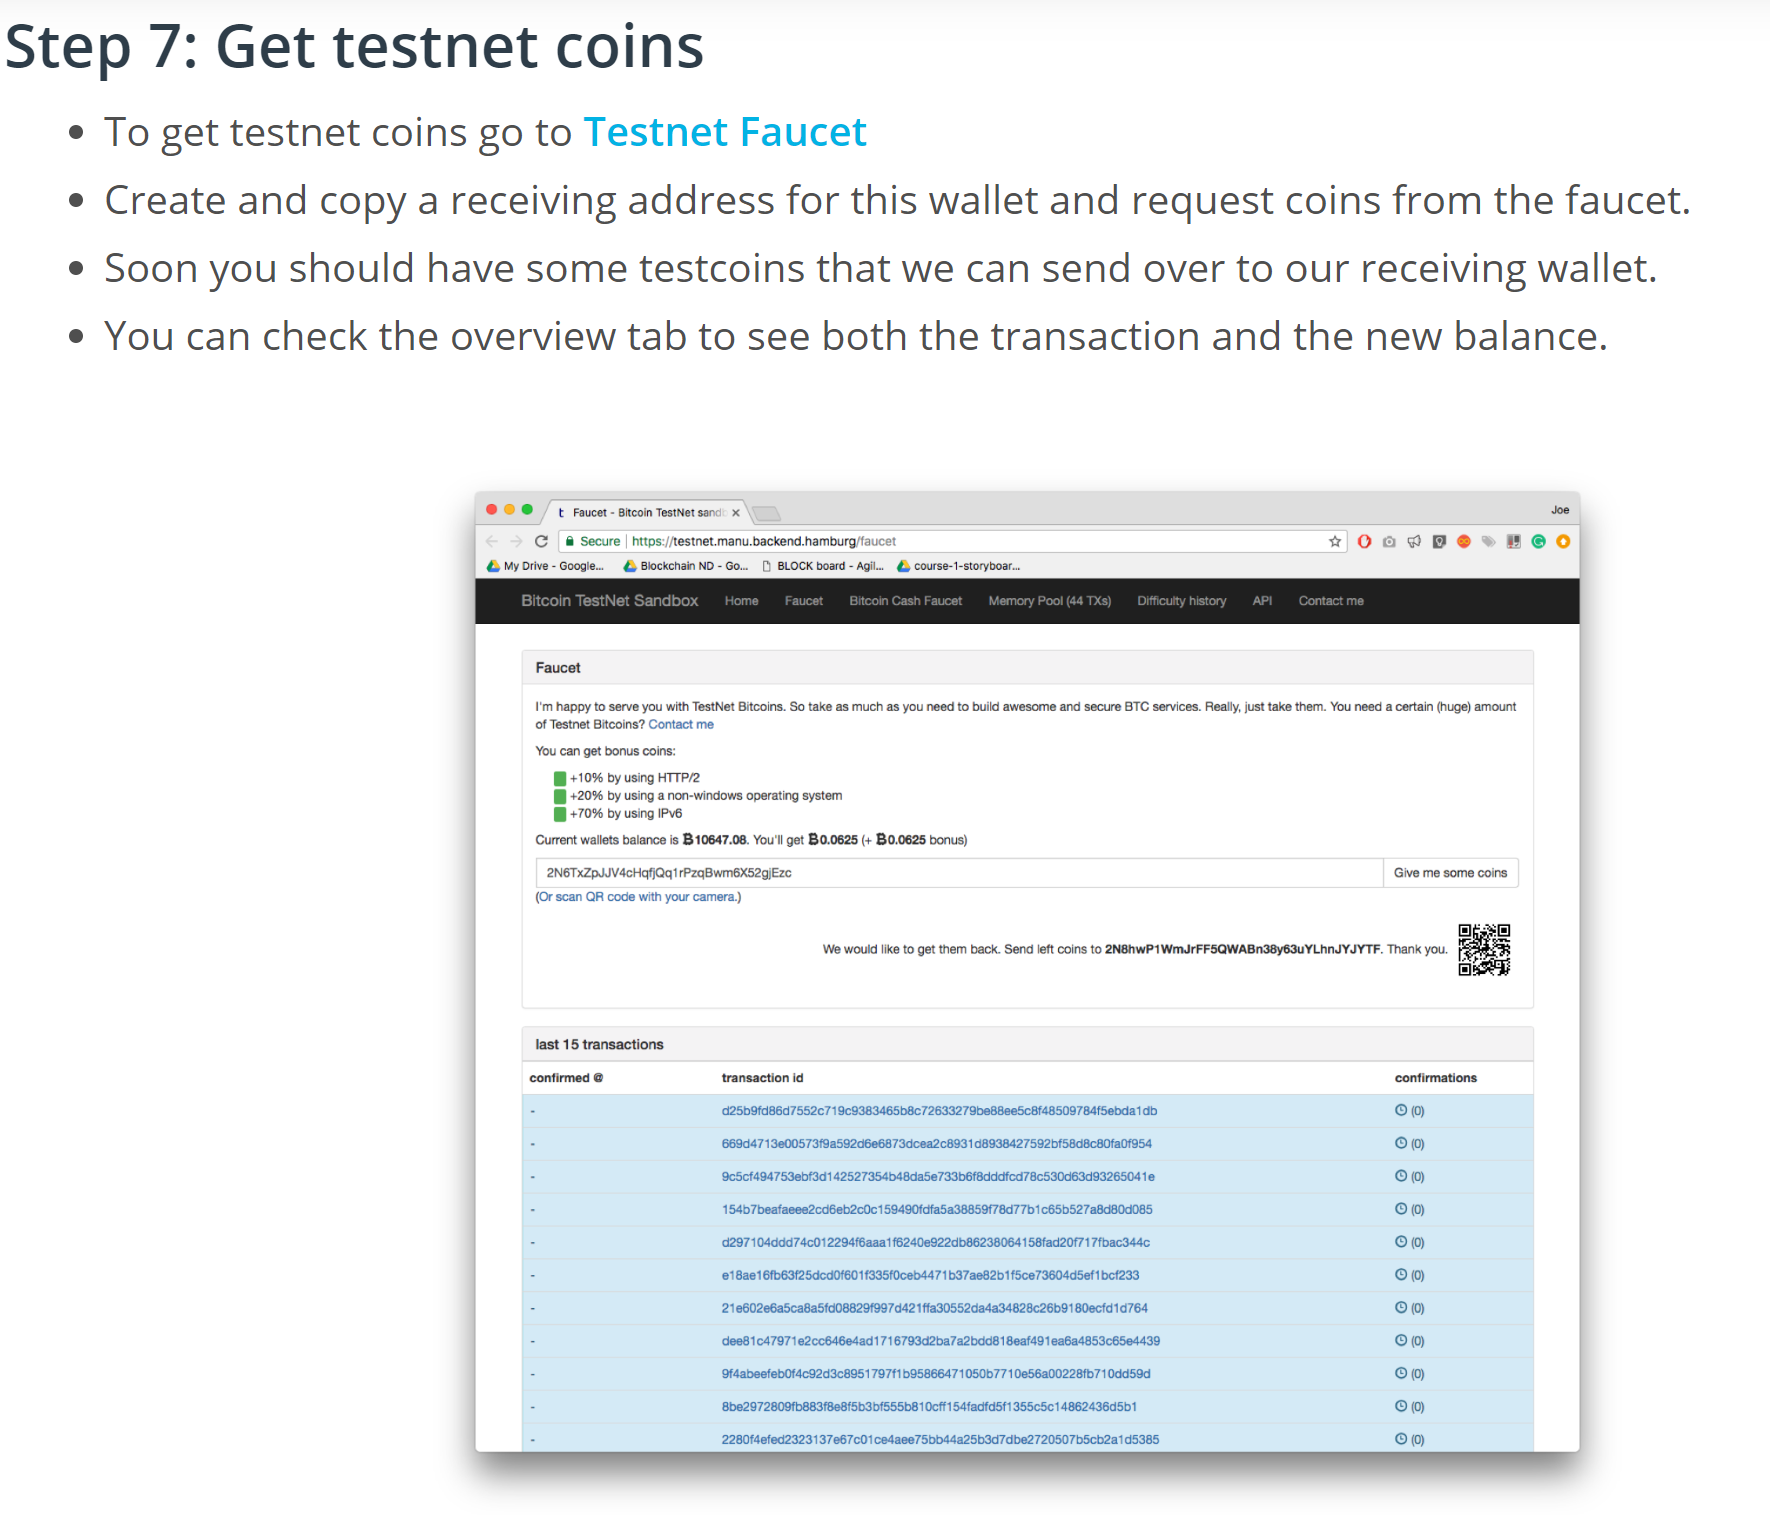 Step 7: Get testnet coins
• To get testnet coins go to Testnet Faucet
• Create and copy a receiving address for this wallet and request coins from the faucet.
• Soon you should have some testcoins that we can send over to our receiving wallet.
• You can check the overview tab to see both the transaction and the new balance.
t Faucet - Bitcoin TestNet sand
Joe
Secure | https://testnet.manu.backend.hamburg/faucet
My Drive - Google... Blockchain ND - Go... BLOCK board - Agil... course-1-storyboar...
Bitcoin TestNet Sandbox Home Faucet Bitcoin Cash Faucet Memory Pool (44 TXs) Difficulty history API Contact me
Faucet
I'm happy to serve you with TestNet Bitcoins. So take as much as you need to build awesome and secure BTC services. Really, just take them. You need a certain (huge) amount
of Testnet Bitcoins? Contact me
You can get bonus coins:
+10% by using HTTP/2
+20% by using a non-windows operating system
+70% by using IPv6
Current wallets balance is ₿10647.08. You'll get ₿0.0625 (+ ₿0.0625 bonus)
2N6TxZpJJV4cHqfjQq1rPzqBwm6X52gjEzc Give me some coins
(Or scan QR code with your camera.)
We would like to get them back. Send left coins to 2N8hwP1WmJrFF5QWABn38y63uYLhnJYJYTF. Thank you.
last 15 transactions
confirmed @ transaction id confirmations
- d25b9fd86d7552c719c9383465b8c72633279be88ee5c8f48509784f5ebda1db (0)
- 669d4713e00573f9a592d6e6873dcea2c8931d8938427592bf58d8c80fa0f954 (0)
- 9c5cf494753ebf3d142527354b48da5e733b6f8dddfcd78c530d63d93265041e (0)
- 154b7beafaeee2cd6eb2c0c159490fdfa5a38859f78d77b1c65b527a8d80d085 (0)
- d297104ddd74c012294f6aaa1f6240e922db86238064158fad20f717fbac344c (0)
- e18ae16fb63f25dcd0f601f335f0ceb4471b37ae82b1f5ce73604d5ef1bcf233 (0)
- 21e602e6a5ca8a5fd08829f997d421ffa30552da4a34828c26b9180ecfd1d764 (0)
- dee81c47971e2cc646e4ad1716793d2ba7a2bdd818eaf491ea6a4853c65e4439 (0)
- 9f4abeefeb0f4c92d3c8951797f1b95866471050b7710e56a00228fb710dd59d (0)
- 8be2972809fb883f8e8f5b3bf555b810cff154fadfd5f1355c5c14862436d5b1 (0)
- 2280f4efed2323137e67c01ce4aee75bb44a25b3d7dbe2720507b5cb2a1d5385 (0)